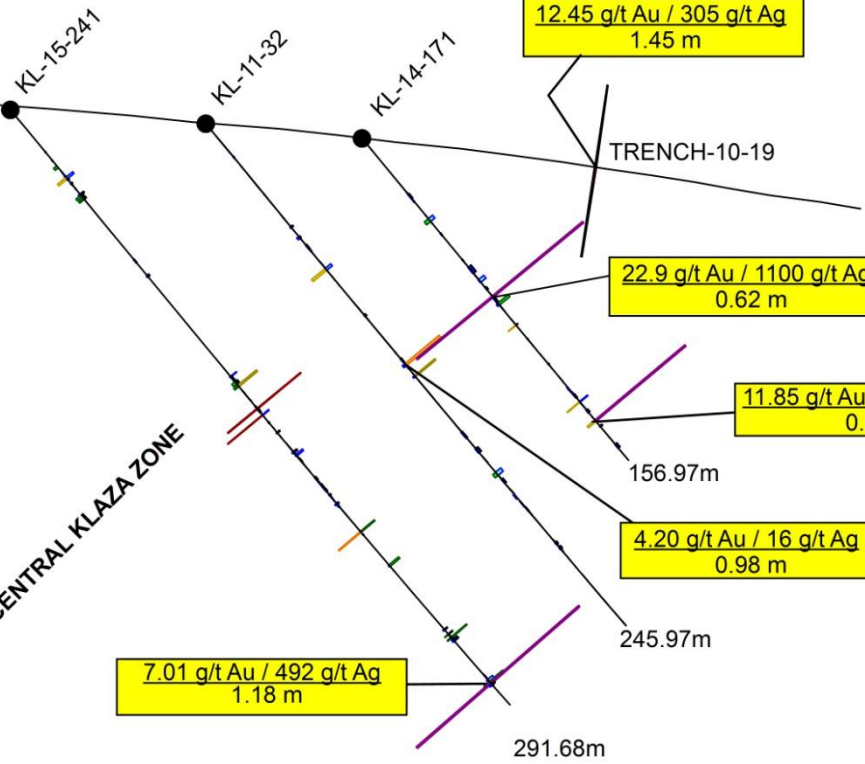 12.45 g/t Au / 305 g/t Ag
1.45 m
KL-15-241
KL-11-32
KL-14-171
TRENCH-10-19
22.9 g/t Au / 1100 g/t Ag
0.62 m
11.85 g/t Au
0.
156.97m
CENTRAL KLAZA ZONE
4.20 g/t Au / 16 g/t Ag
0.98 m
245.97m
7.01 g/t Au / 492 g/t Ag
1.18 m
291.68m